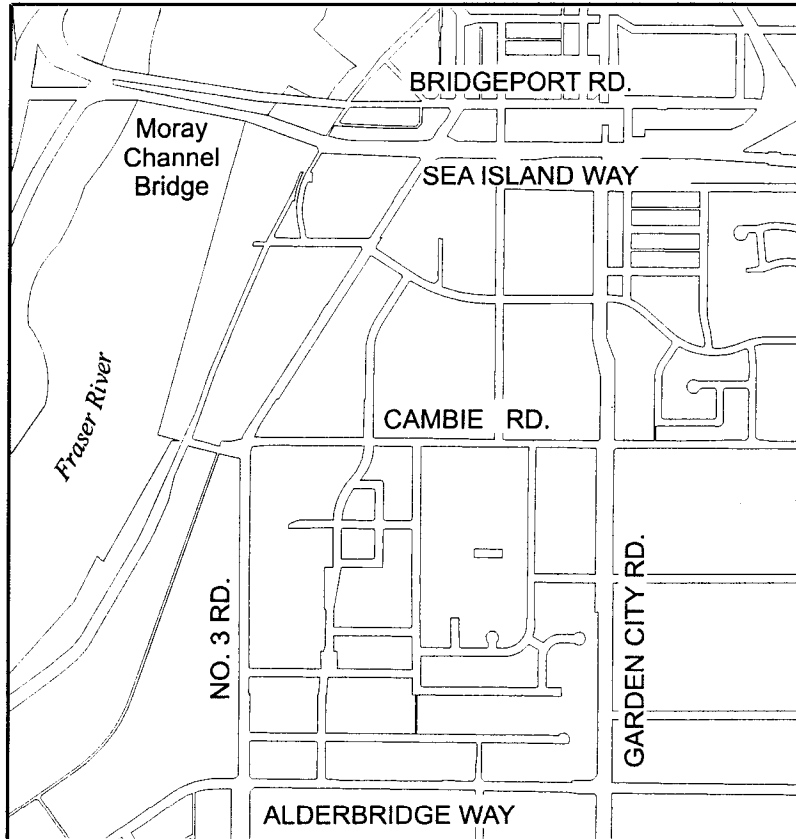 BRIDGEPORT RD.
Moray
Channel
Bridge
SEA ISLAND WAY
Fraser River
CAMBIE RD.
NO. 3 RD.
GARDEN CITY RD.
ALDERBRIDGE WAY